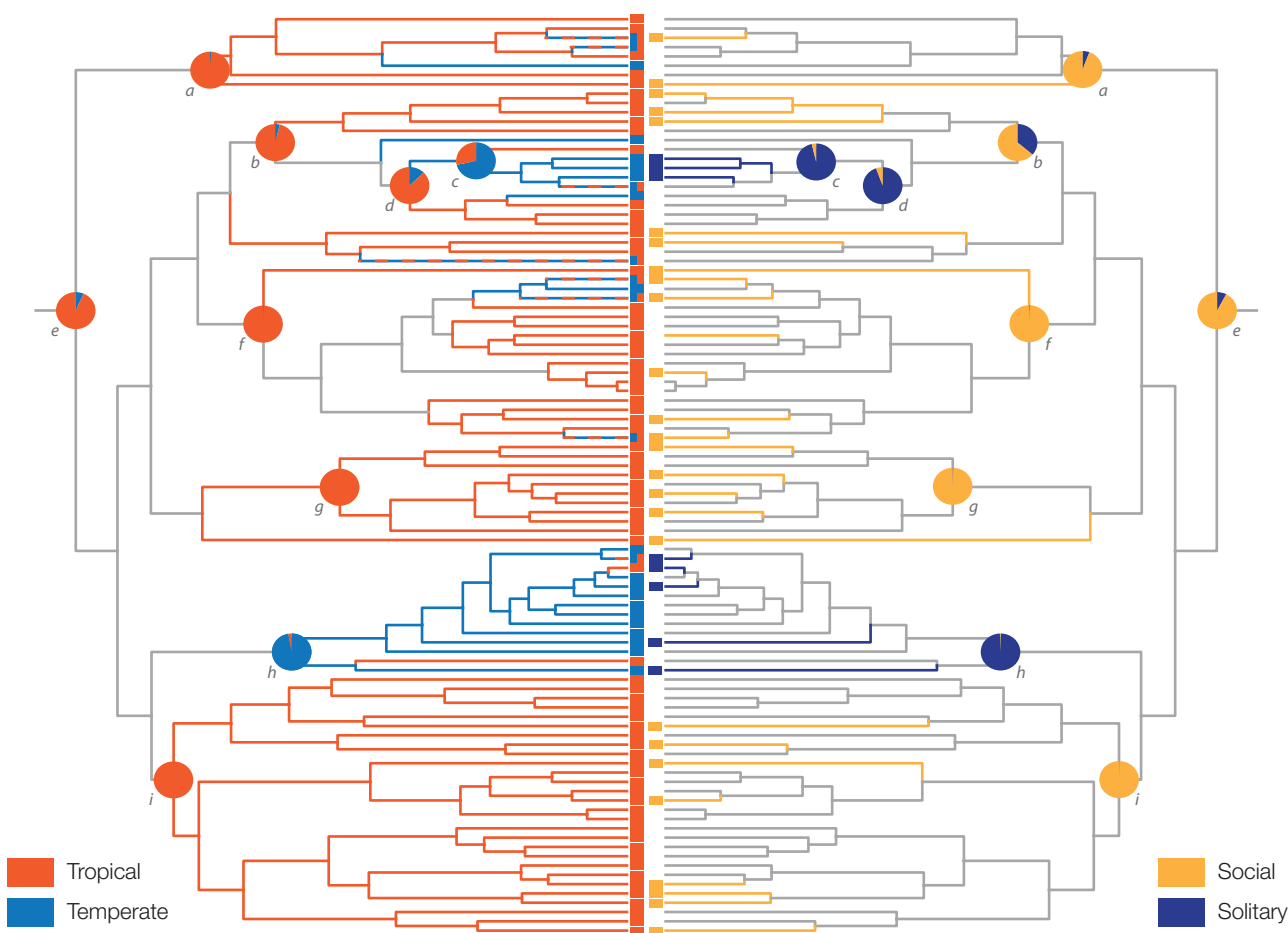 a
a
b
b
c
c
d
d
e
e
f
f
g
g
h
h
i
i
Tropical
Social
Temperate
Solitary